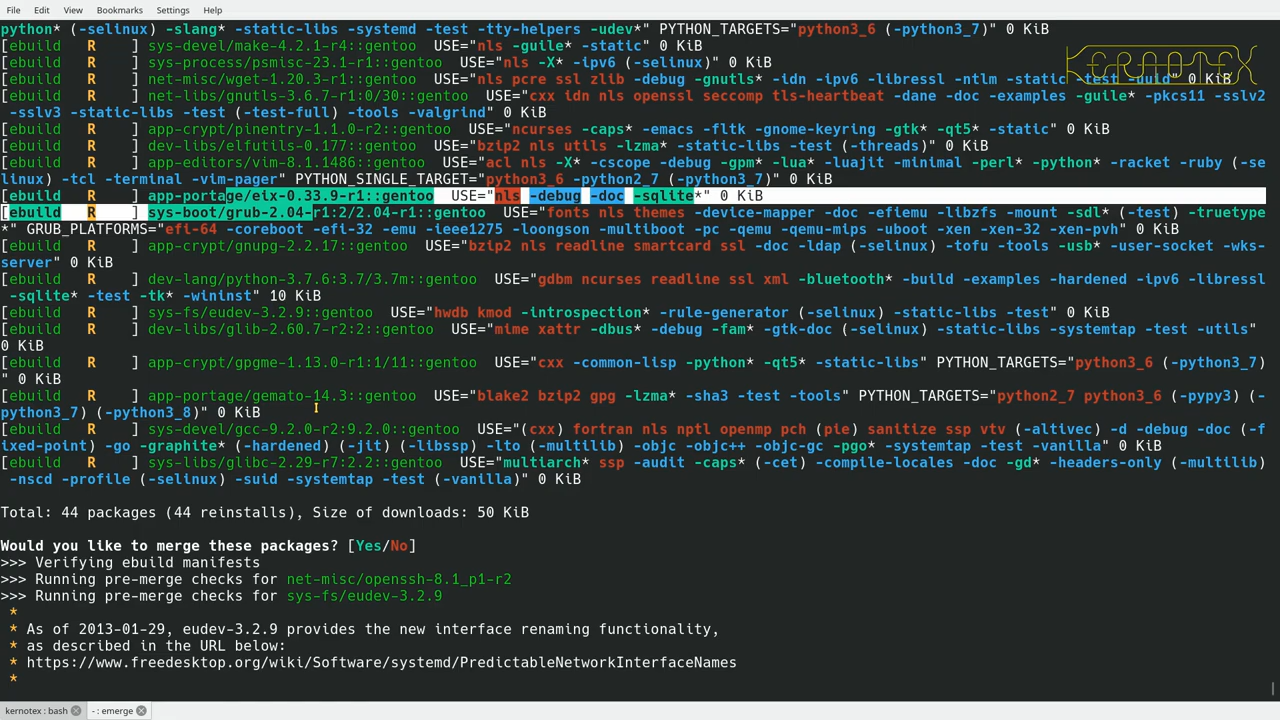 File Edit View Bookmarks Settings Help
python* (-selinux) -slang* -static-libs -systemd -test -tty-helpers -udev*" PYTHON_TARGETS="python3_6 (-python3_7)" 0 KiB
[ebuild   R    ] sys-devel/make-4.2.1-r4::gentoo  USE="nls -guile* -static" 0 KiB
[ebuild   R    ] sys-process/psmisc-23.1-r1::gentoo  USE="nls -X* -ipv6 (-selinux)" 0 KiB
KERNOTEX
[ebuild   R    ] net-misc/wget-1.20.3-r1::gentoo  USE="nls pcre ssl zlib -debug -gnutls* -idn -ipv6 -libressl -ntlm -static -test -uuid" 0 KiB
[ebuild   R    ] net-libs/gnutls-3.6.7-r1:0/30::gentoo  USE="cxx idn nls openssl seccomp tls-heartbeat -dane -doc -examples -guile* -pkcs11 -sslv2
-sslv3 -static-libs -test (-test-full) -tools -valgrind" 0 KiB
[ebuild   R    ] app-crypt/pinentry-1.1.0-r2::gentoo  USE="ncurses -caps* -emacs -fltk -gnome-keyring -gtk* -qt5* -static" 0 KiB
[ebuild   R    ] dev-libs/elfutils-0.177::gentoo  USE="bzip2 nls utils -lzma* -static-libs -test (-threads)" 0 KiB
[ebuild   R    ] app-editors/vim-8.1.1486::gentoo  USE="acl nls -X* -cscope -debug -gpm* -lua* -luajit -minimal -perl* -python* -racket -ruby (-se
linux) -tcl -terminal -vim-pager" PYTHON_SINGLE_TARGET="python3_6 -python2_7 (-python3_7)" 0 KiB
[ebuild   R    ] app-portage/eix-0.33.9-r1::gentoo  USE="nls -debug -doc -sqlite*" 0 KiB
[ebuild   R    ] sys-boot/grub-2.04-r1:2/2.04-r1::gentoo  USE="fonts nls themes -device-mapper -doc -efiemu -libzfs -mount -sdl* (-test) -truetype
*" GRUB_PLATFORMS="efi-64 -coreboot -efi-32 -emu -ieee1275 -loongson -multiboot -pc -qemu -qemu-mips -uboot -xen -xen-32 -xen-pvh" 0 KiB
[ebuild   R    ] app-crypt/gnupg-2.2.17::gentoo  USE="bzip2 nls readline smartcard ssl -doc -ldap (-selinux) -tofu -tools -usb* -user-socket -wks-
server" 0 KiB
[ebuild   R    ] dev-lang/python-3.7.6:3.7/3.7m::gentoo  USE="gdbm ncurses readline ssl xml -bluetooth* -build -examples -hardened -ipv6 -libressl
-sqlite* -test -tk* -wininst" 10 KiB
[ebuild   R    ] sys-fs/eudev-3.2.9::gentoo  USE="hwdb kmod -introspection* -rule-generator (-selinux) -static-libs -test" 0 KiB
[ebuild   R    ] dev-libs/glib-2.60.7-r2:2::gentoo  USE="mime xattr -dbus* -debug -fam* -gtk-doc (-selinux) -static-libs -systemtap -test -utils"
0 KiB
[ebuild   R    ] app-crypt/gpgme-1.13.0-r1:1/11::gentoo  USE="cxx -common-lisp -python* -qt5* -static-libs" PYTHON_TARGETS="python3_6 (-python3_7)
" 0 KiB
[ebuild   R    ] app-portage/gemato-14.3::gentoo  USE="blake2 bzip2 gpg -lzma* -sha3 -test -tools" PYTHON_TARGETS="python2_7 python3_6 (-pypy3) (-
python3_7) (-python3_8)" 0 KiB
[ebuild   R    ] sys-devel/gcc-9.2.0-r2:9.2.0::gentoo  USE="(cxx) fortran nls nptl openmp pch (pie) sanitize ssp vtv (-altivec) -d -debug -doc (-f
ixed-point) -go -graphite* (-hardened) (-jit) (-libssp) -lto (-multilib) -objc -objc++ -objc-gc -pgo* -systemtap -test -vanilla" 0 KiB
[ebuild   R    ] sys-libs/glibc-2.29-r7:2.2::gentoo  USE="multiarch* ssp -audit -caps* (-cet) -compile-locales -doc -gd* -headers-only (-multilib)
-nscd -profile (-selinux) -suid -systemtap -test (-vanilla)" 0 KiB
Total: 44 packages (44 reinstalls), Size of downloads: 50 KiB
Would you like to merge these packages? [Yes/No]
>>> Verifying ebuild manifests
>>> Running pre-merge checks for net-misc/openssh-8.1_p1-r2
>>> Running pre-merge checks for sys-fs/eudev-3.2.9
*
* As of 2013-01-29, eudev-3.2.9 provides the new interface renaming functionality,
* as described in the URL below:
* https://www.freedesktop.org/wiki/Software/systemd/PredictableNetworkInterfaceNames
*
kernotex : bash - : emerge